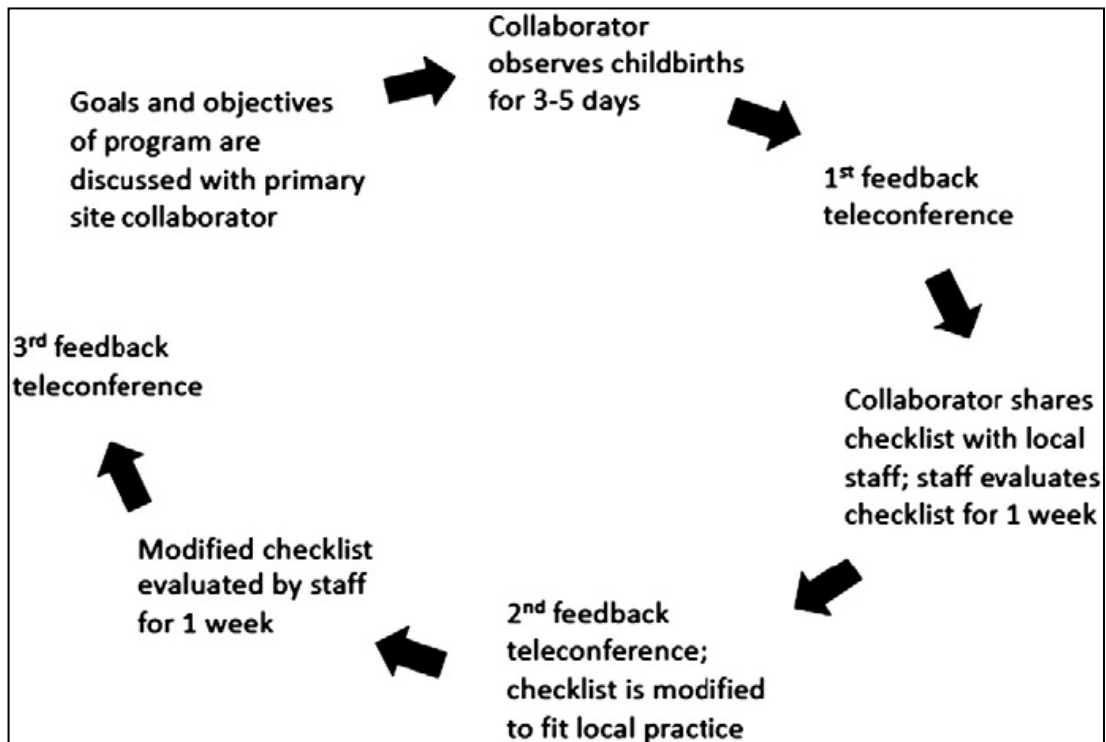 Goals and objectives
of program are
discussed with primary
site collaborator
Collaborator
observes childbirths
for 3-5 days
1st feedback
teleconference
Collaborator shares
checklist with local
staff; staff evaluates
checklist for 1 week
2nd feedback
teleconference;
checklist is modified
to fit local practice
Modified checklist
evaluated by staff
for 1 week
3rd feedback
teleconference